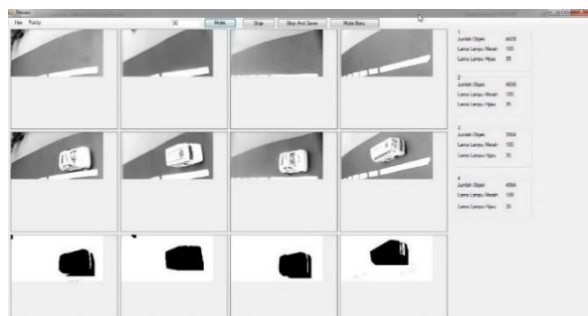 File Fuzzy 30 Mulai Stop Stop And Save Mulai Baru
1
Jumlah Objek
Lama Lampu Merah 105
Lama Lampu Hijau 35
2
Jumlah Objek
Lama Lampu Merah 105
Lama Lampu Hijau 35
3
Jumlah Objek
Lama Lampu Merah 105
Lama Lampu Hijau 35
4
Jumlah Objek
Lama Lampu Merah 105
Lama Lampu Hijau 35